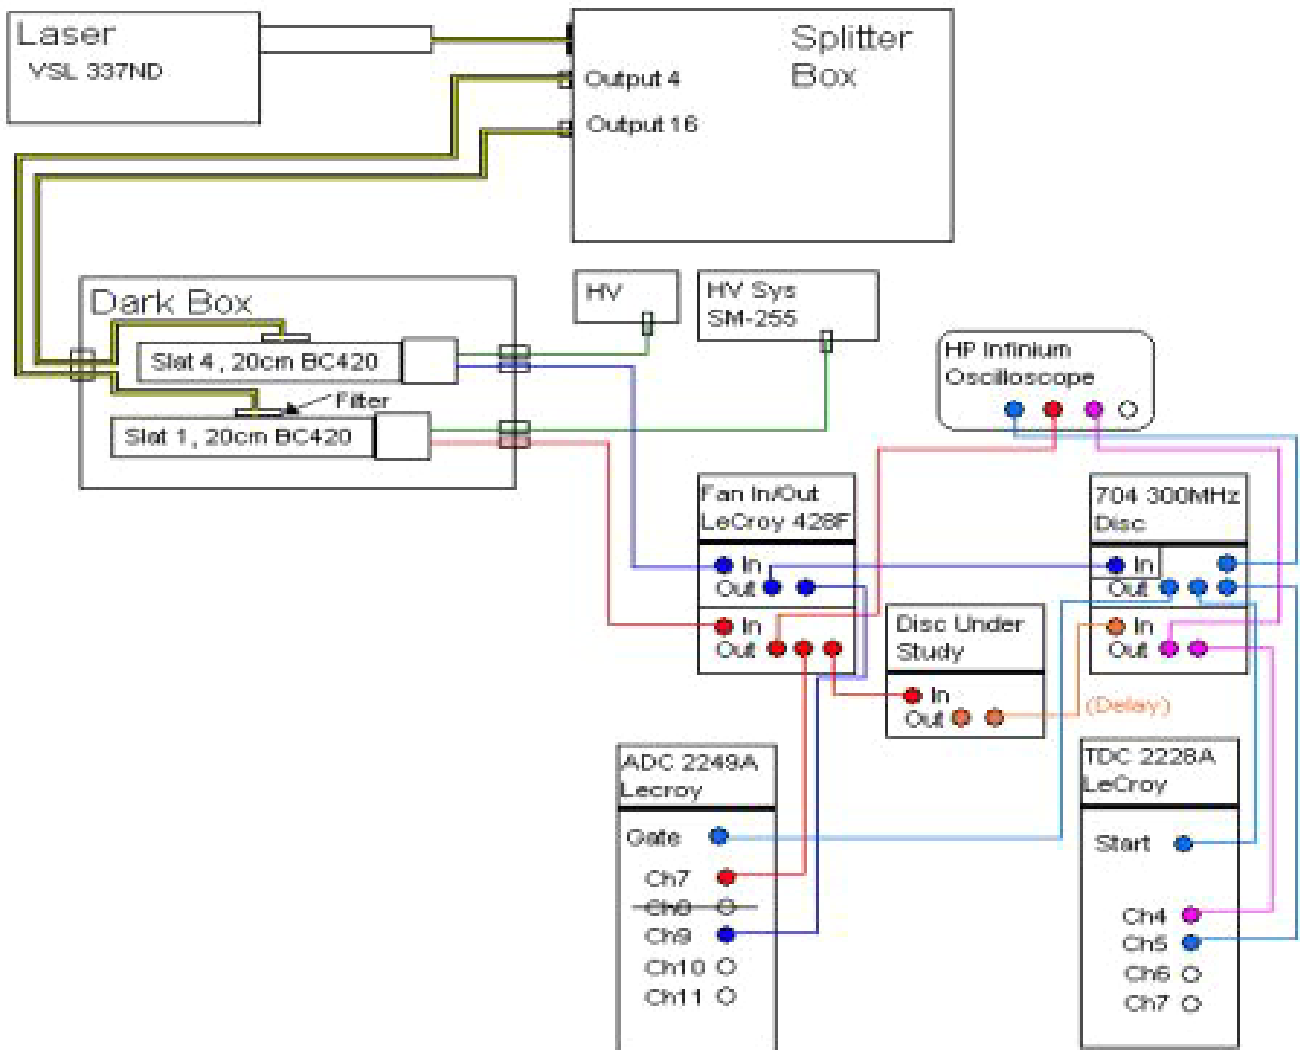 Laser
VSL 337ND
Splitter
Box
Output 4
Output 16
Dark Box
Slat 4, 20cm BC420
Filter
Slat 1, 20cm BC420
HV
HV Sys
SM-255
HP Infinium
Oscilloscope
Fan In/Out
LeCroy 428F
In
Out
In
Out
704 300MHz
Disc
In
Out
In
Out
Disc Under
Study
In
Out
(Delay)
ADC 2249A
Lecroy
Gate
Ch7
Ch8
Ch9
Ch10
Ch11
TDC 2228A
LeCroy
Start
Ch4
Ch5
Ch6
Ch7